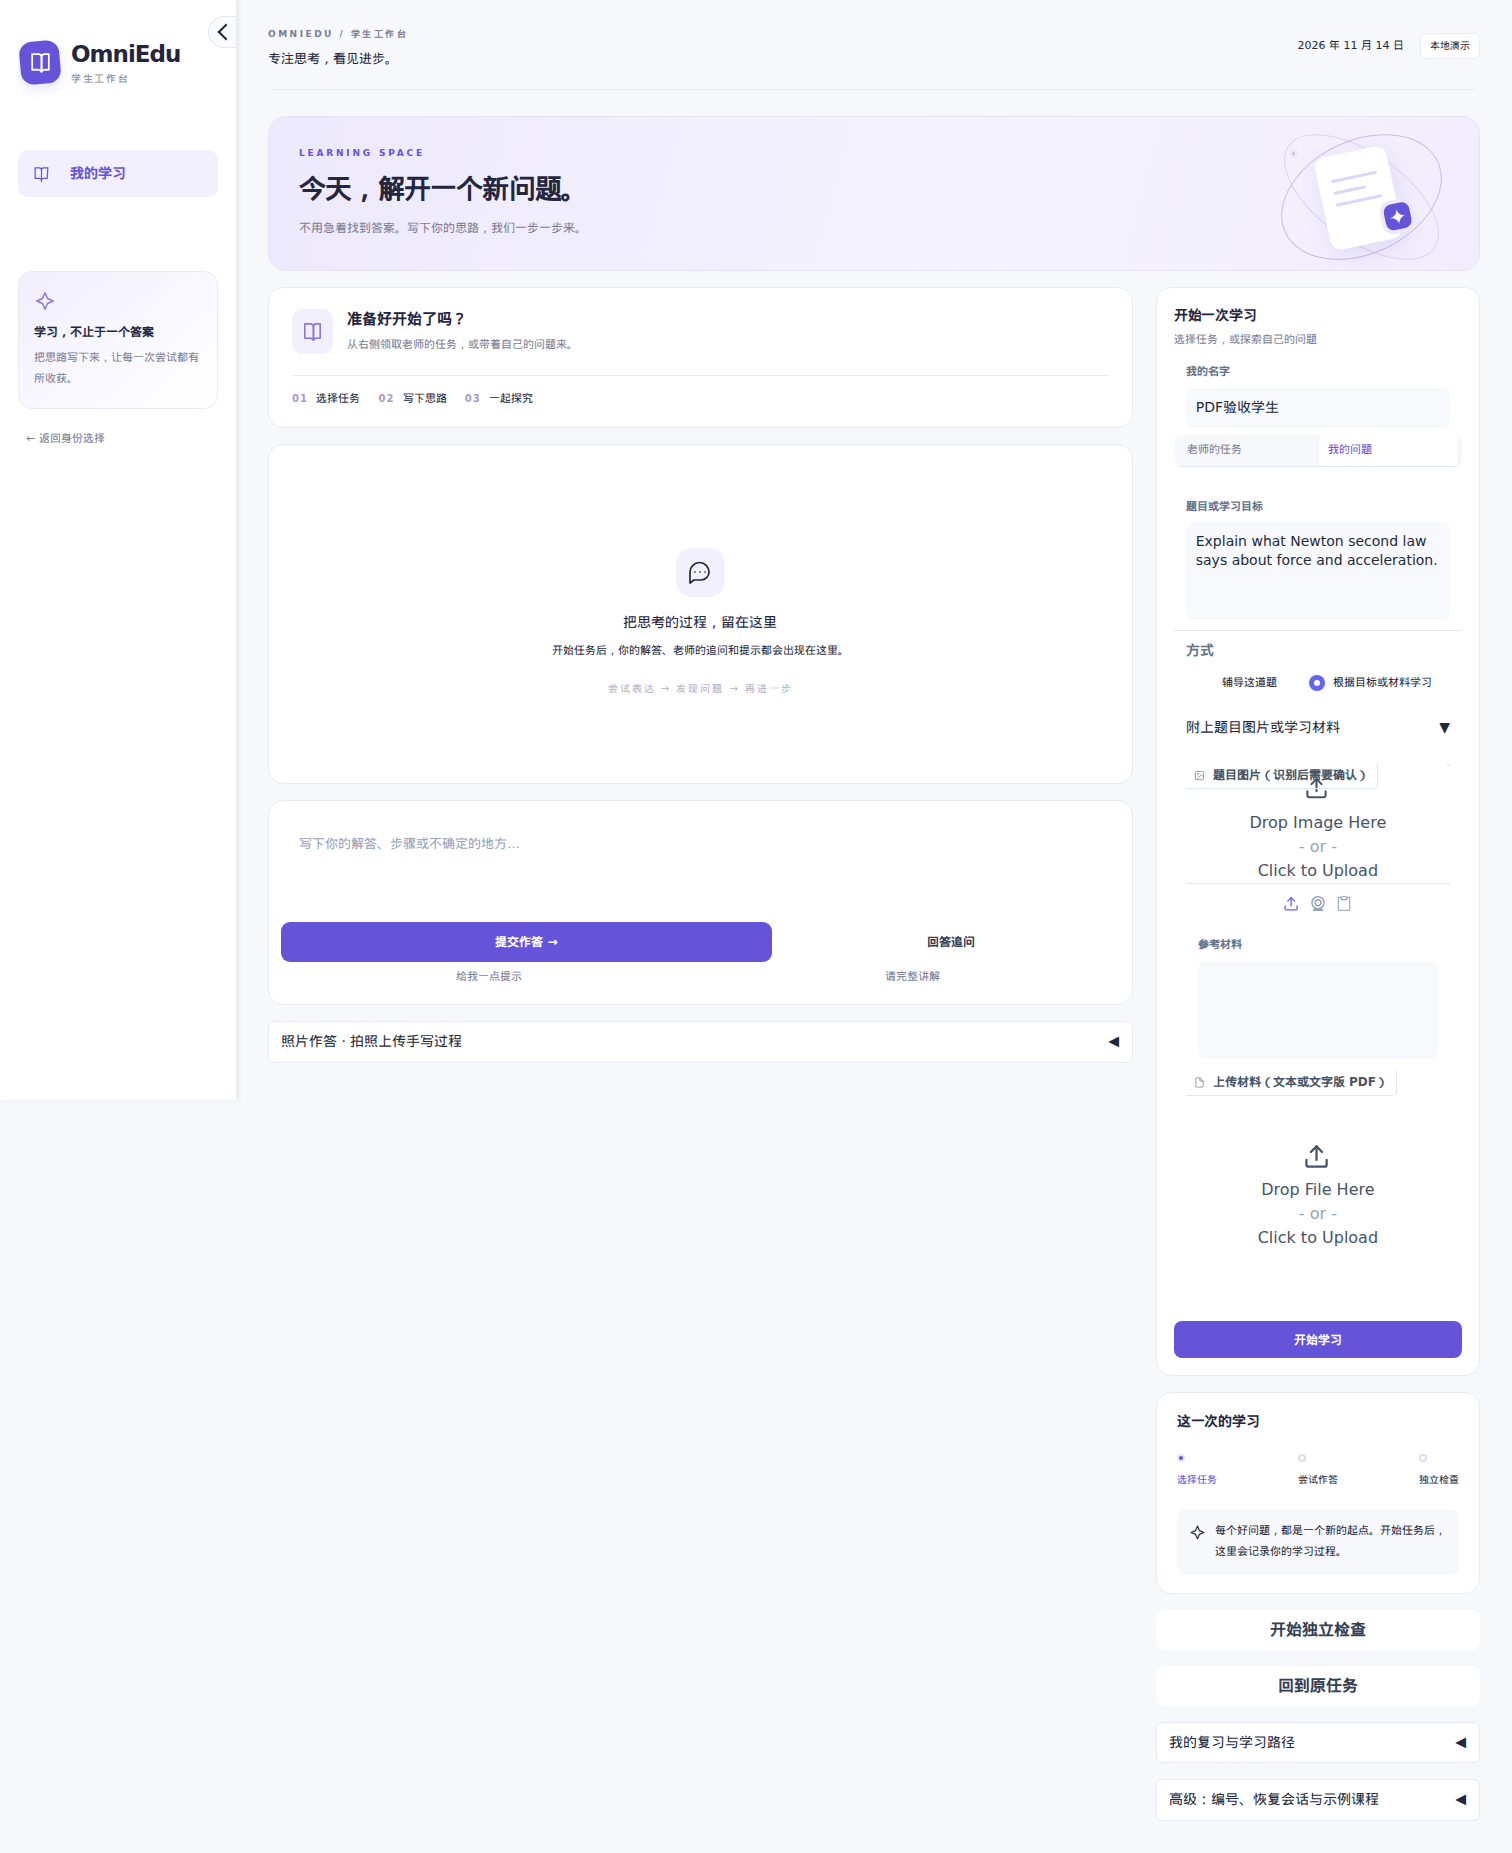 OmniEdu
学生工作台
我的学习
学习，不止于一个答案
把思路写下来，让每一次尝试都有
所收获。
← 返回身份选择
OMNIEDU / 学生工作台
专注思考，看见进步。
2026 年 11 月 14 日
本地演示
LEARNING SPACE
今天，解开一个新问题。
不用急着找到答案。写下你的思路，我们一步一步来。
准备好开始了吗？
从右侧领取老师的任务，或带着自己的问题来。
01 选择任务 02 写下思路 03 一起探究
把思考的过程，留在这里
开始任务后，你的解答、老师的追问和提示都会出现在这里。
尝试表达 → 发现问题 → 再进一步
写下你的解答、步骤或不确定的地方...
提交作答 →
回答追问
给我一点提示
请完整讲解
照片作答 · 拍照上传手写过程
◀
开始一次学习
选择任务，或探索自己的问题
我的名字
PDF验收学生
老师的任务
我的问题
题目或学习目标
Explain what Newton second law
says about force and acceleration.
方式
辅导这道题
根据目标或材料学习
附上题目图片或学习材料
▼
题目图片（识别后需要确认）
Drop Image Here
- or -
Click to Upload
参考材料
上传材料（文本或文字版 PDF）
Drop File Here
- or -
Click to Upload
开始学习
这一次的学习
选择任务
尝试作答
独立检查
每个好问题，都是一个新的起点。开始任务后，
这里会记录你的学习过程。
开始独立检查
回到原任务
我的复习与学习路径
◀
高级：编号、恢复会话与示例课程
◀